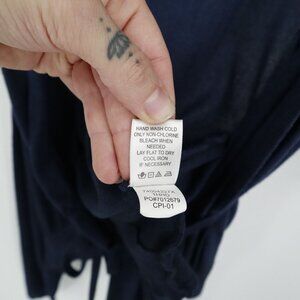 HAND WASH COLD
ONLY NON-CHLORINE
BLEACH WHEN
NEEDED
LAY FLAT TO DRY
COOL IRON
IF NECESSARY
PO#7012879
CPI-01